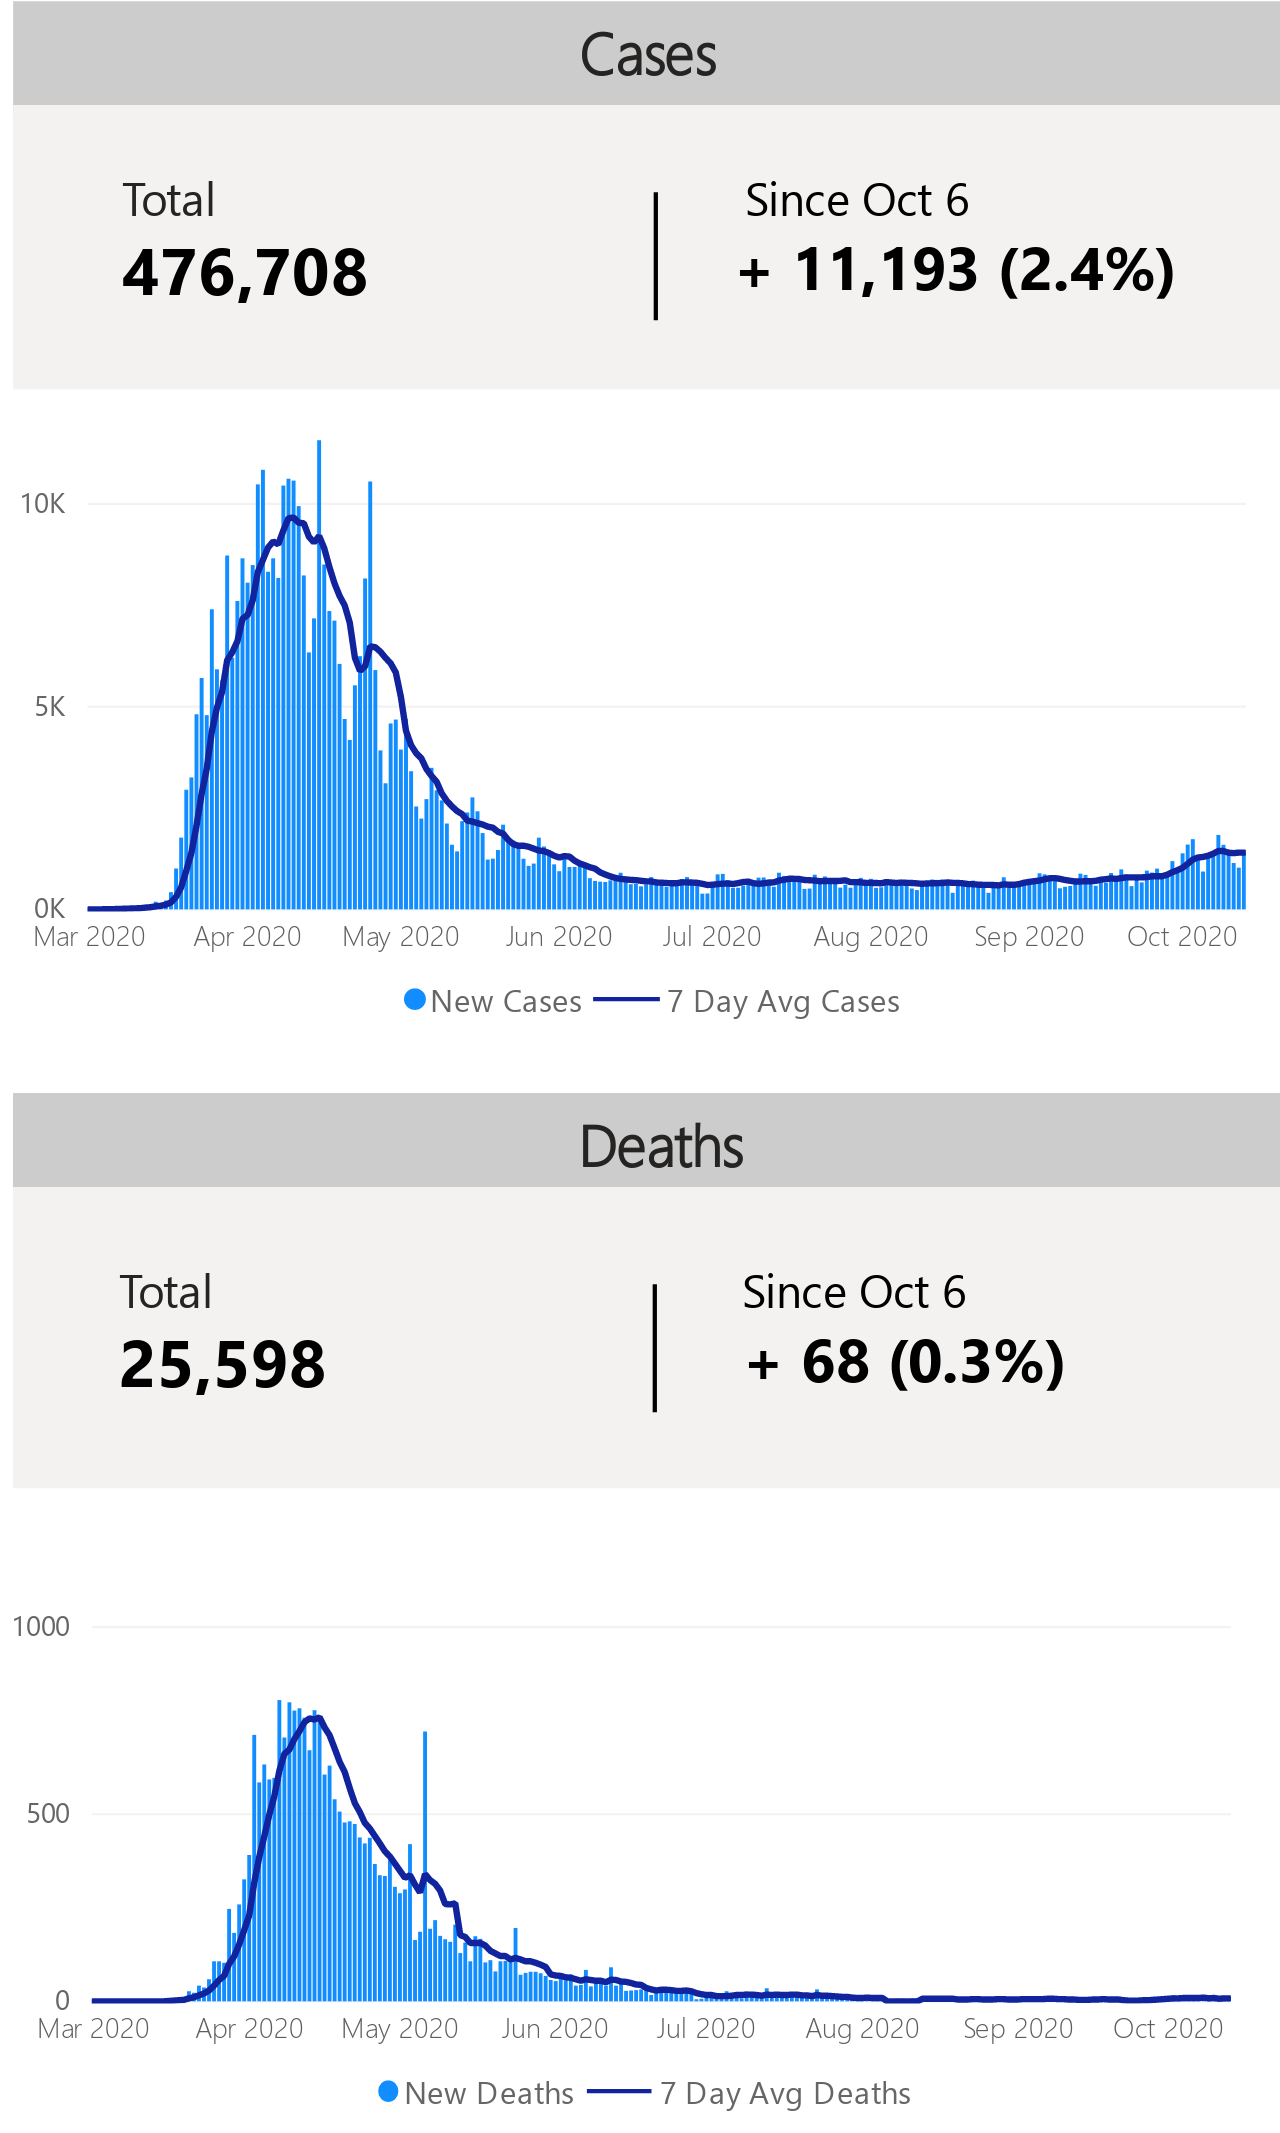 Cases
Total
476,708
Since Oct 6
+ 11,193 (2.4%)
10K
5K
0K
Mar 2020 Apr 2020 May 2020 Jun 2020 Jul 2020 Aug 2020 Sep 2020 Oct 2020
New Cases 7 Day Avg Cases
Deaths
Total
25,598
Since Oct 6
+ 68 (0.3%)
1000
500
0
Mar 2020 Apr 2020 May 2020 Jun 2020 Jul 2020 Aug 2020 Sep 2020 Oct 2020
New Deaths 7 Day Avg Deaths